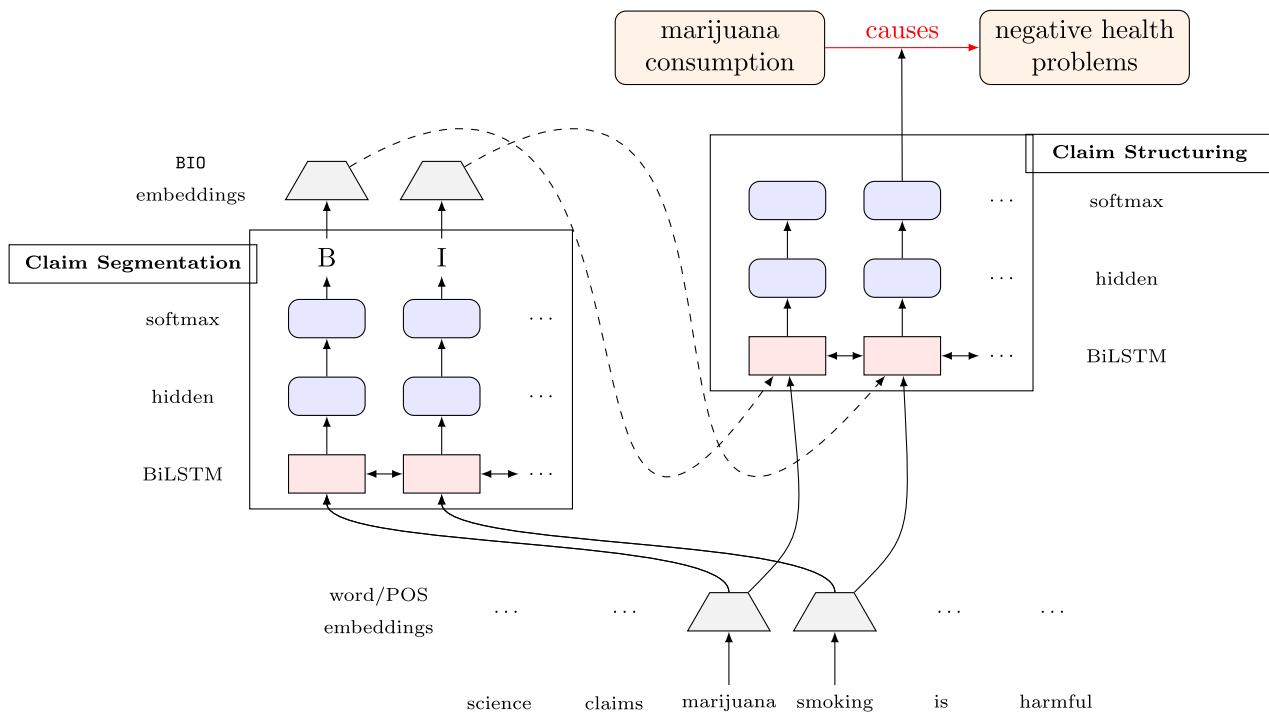 marijuana
consumption
causes
negative health
problems
BIO
embeddings
Claim Structuring
softmax
hidden
BiLSTM
Claim Segmentation
B I
softmax ...
hidden ...
BiLSTM ...
...
...
...
word/POS
embeddings
... ... ... ...
science claims marijuana smoking is harmful